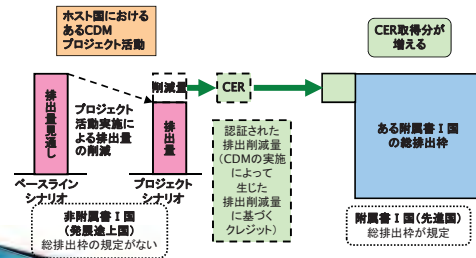 ホスト国における
あるCDM
プロジェクト活動
CER取得分が
増える
削減量
CER
排出量見通し
プロジェクト
活動実施に
よる排出量
の削減
排出量
ある附属書Ⅰ国
の総排出枠
認証された
排出削減量
(CDMの実施
によって
生じた
排出削減量
に基づく
クレジット)
ベースライン
シナリオ
プロジェクト
シナリオ
非附属書Ⅰ国
(発展途上国)
総排出枠の規定がない
附属書Ⅰ国(先進国)
総排出枠が規定